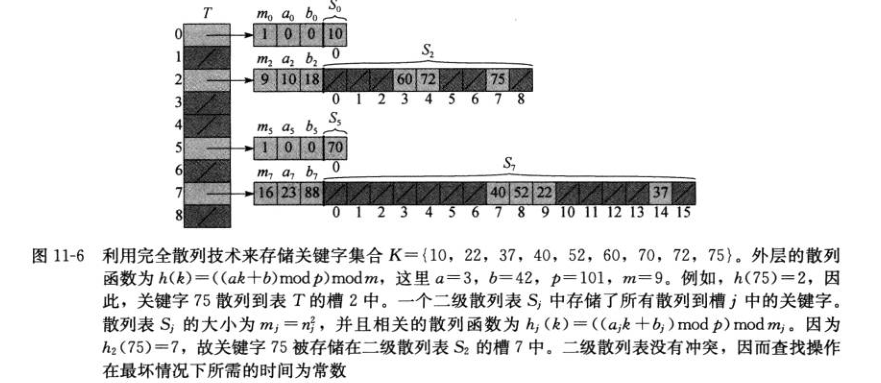 T
m₀ a₀ b₀ S₀
0 1 0 0 10
1 0
m₂ a₂ b₂ S₂
2 9 10 18 60 72 75
0 1 2 3 4 5 6 7 8
3
4
m₅ a₅ b₅ S₅
5 1 0 0 70
6 0
m₇ a₇ b₇ S₇
7 16 23 88 40 52 22 37
8 0 1 2 3 4 5 6 7 8 9 10 11 12 13 14 15
图 11-6 利用完全散列技术来存储关键字集合 K={10，22，37，40，52，60，70，72，75}。外层的散列
函数为 h(k)=((ak+b)mod p)mod m，这里 a=3，b=42，p=101，m=9。例如，h(75)=2，因
此，关键字 75 散列到表 T 的槽 2 中。一个二级散列表 Sⱼ 中存储了所有散列到槽 j 中的关键字。
散列表 Sⱼ 的大小为 mⱼ=nⱼ²，并且相关的散列函数为 hⱼ(k)=((aⱼk+bⱼ)mod p)mod mⱼ。因为
h₂(75)=7，故关键字 75 被存储在二级散列表 S₂ 的槽 7 中。二级散列表没有冲突，因而查找操作
在最坏情况下所需的时间为常数